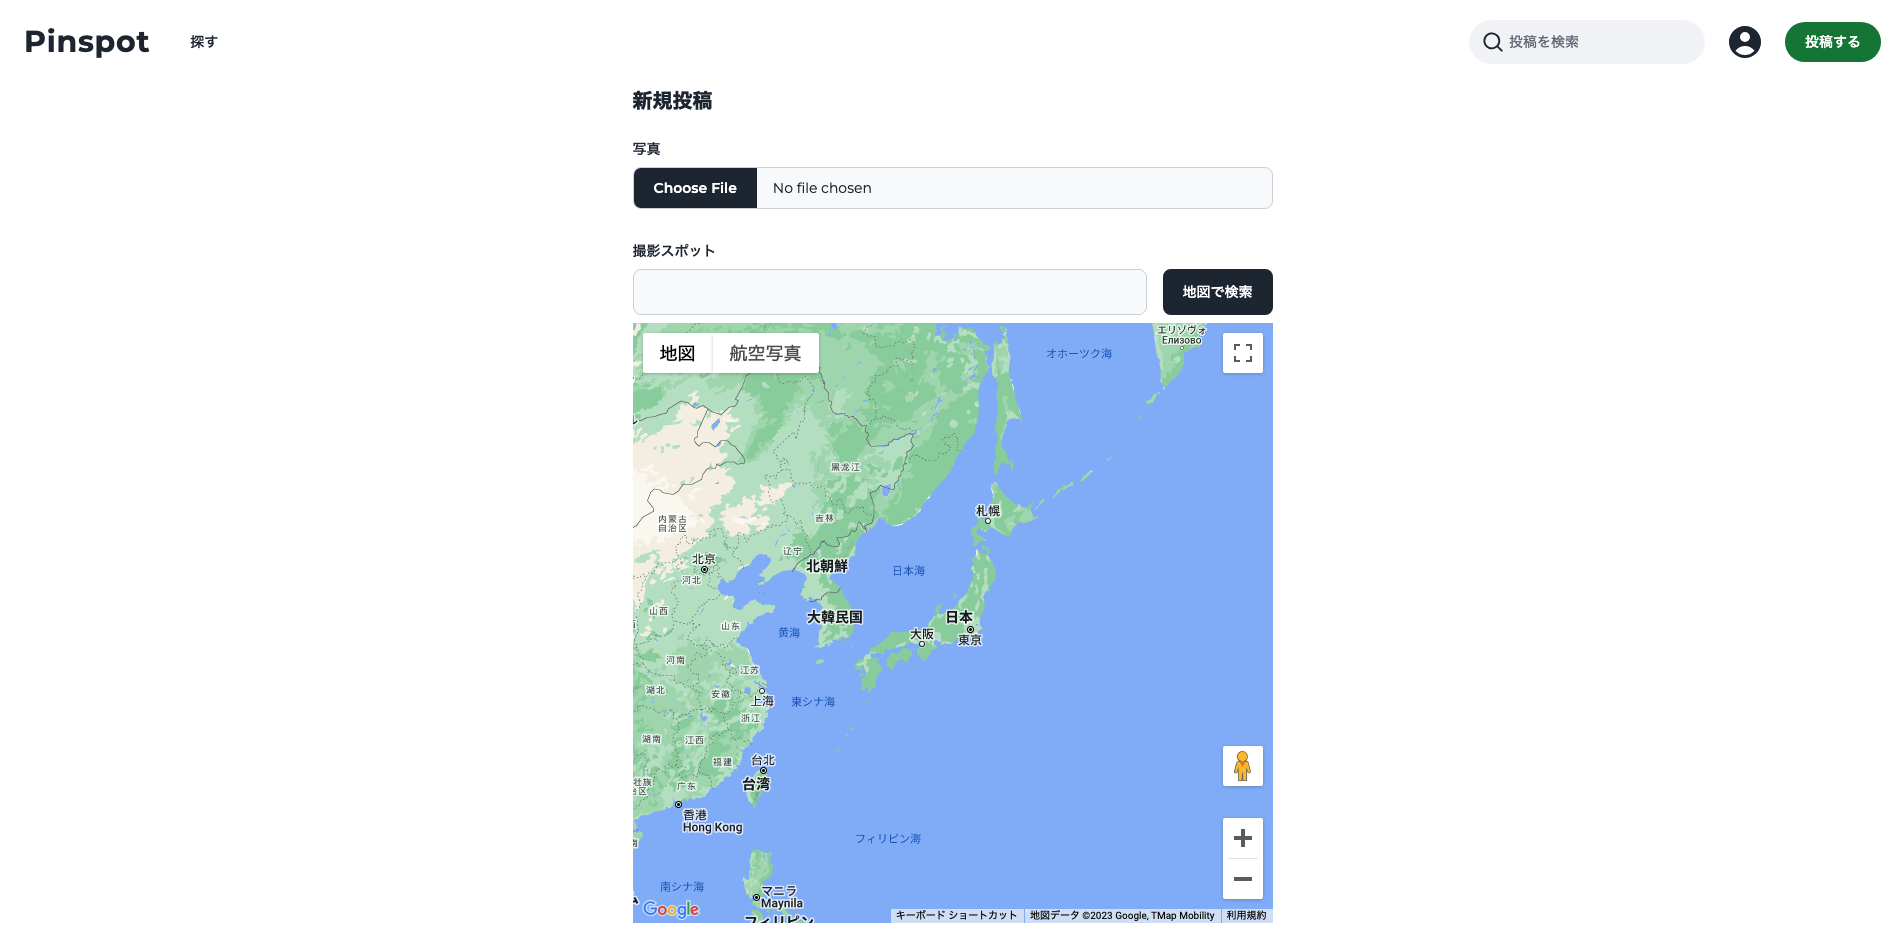 Pinspot
探す
投稿を検索
投稿する
新規投稿
写真
Choose File
No file chosen
撮影スポット
地図で検索
地図
航空写真
エリゾヴォ
Елизово
オホーツク海
黑龙江
札幌
内蒙古
自治区
吉林
北京
辽宁
北朝鮮
日本海
河北
山西
大韓民国
日本
山东
黄海
大阪
東京
河南
江苏
湖北
安徽
上海
東シナ海
浙江
湖南
江西
福建
台北
台湾
壮族
广东
香港
Hong Kong
フィリピン海
南シナ海
マニラ
Maynila
フィリピン
Google
キーボード ショートカット
地図データ ©2023 Google, TMap Mobility
利用規約